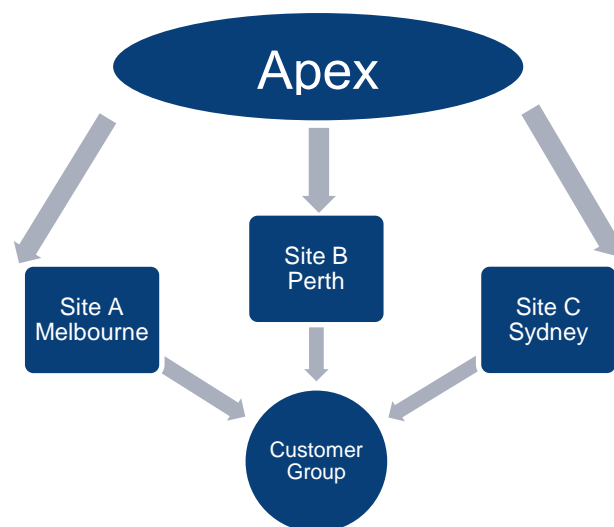 Apex
Site B
Perth
Site A
Melbourne
Site C
Sydney
Customer
Group